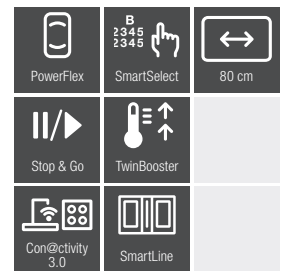 B
2345
2345
PowerFlex
SmartSelect
80 cm
Stop & Go
TwinBooster
Con@ctivity
3.0
SmartLine